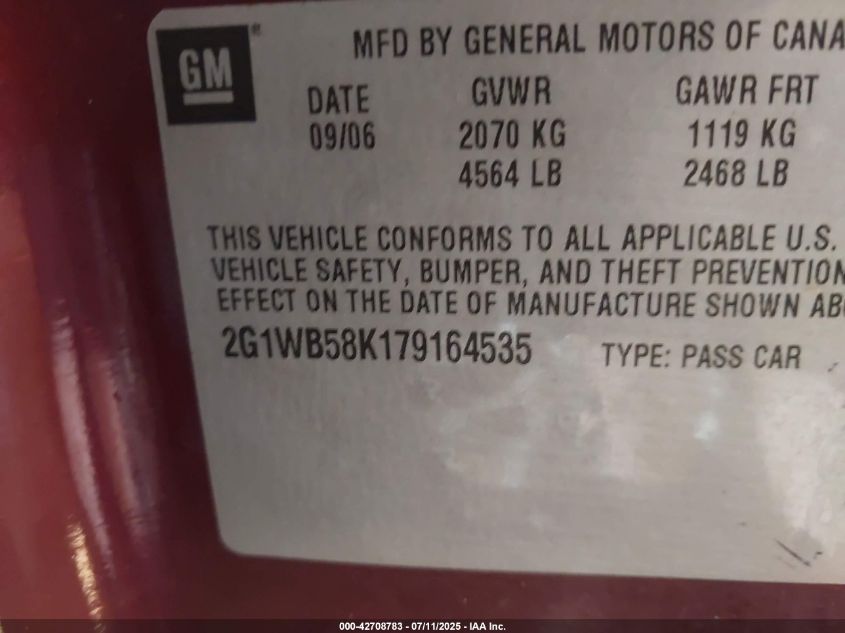 GM®
MFD BY GENERAL MOTORS OF CANA
DATE GVWR GAWR FRT
09/06 2070 KG 1119 KG
4564 LB 2468 LB
THIS VEHICLE CONFORMS TO ALL APPLICABLE U.S.
VEHICLE SAFETY, BUMPER, AND THEFT PREVENTION
EFFECT ON THE DATE OF MANUFACTURE SHOWN AB
2G1WB58K179164535 TYPE: PASS CAR
000-42708783 - 07/11/2025 - IAA Inc.